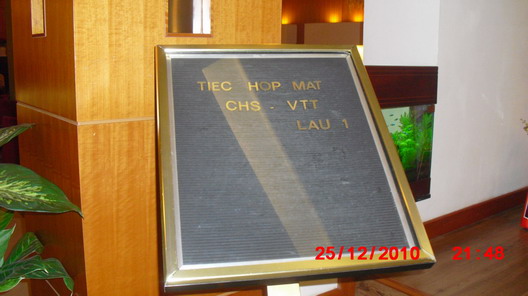 TIEC HOP MAT
CHS - VTT
LAU 1
25/12/2010 21:48